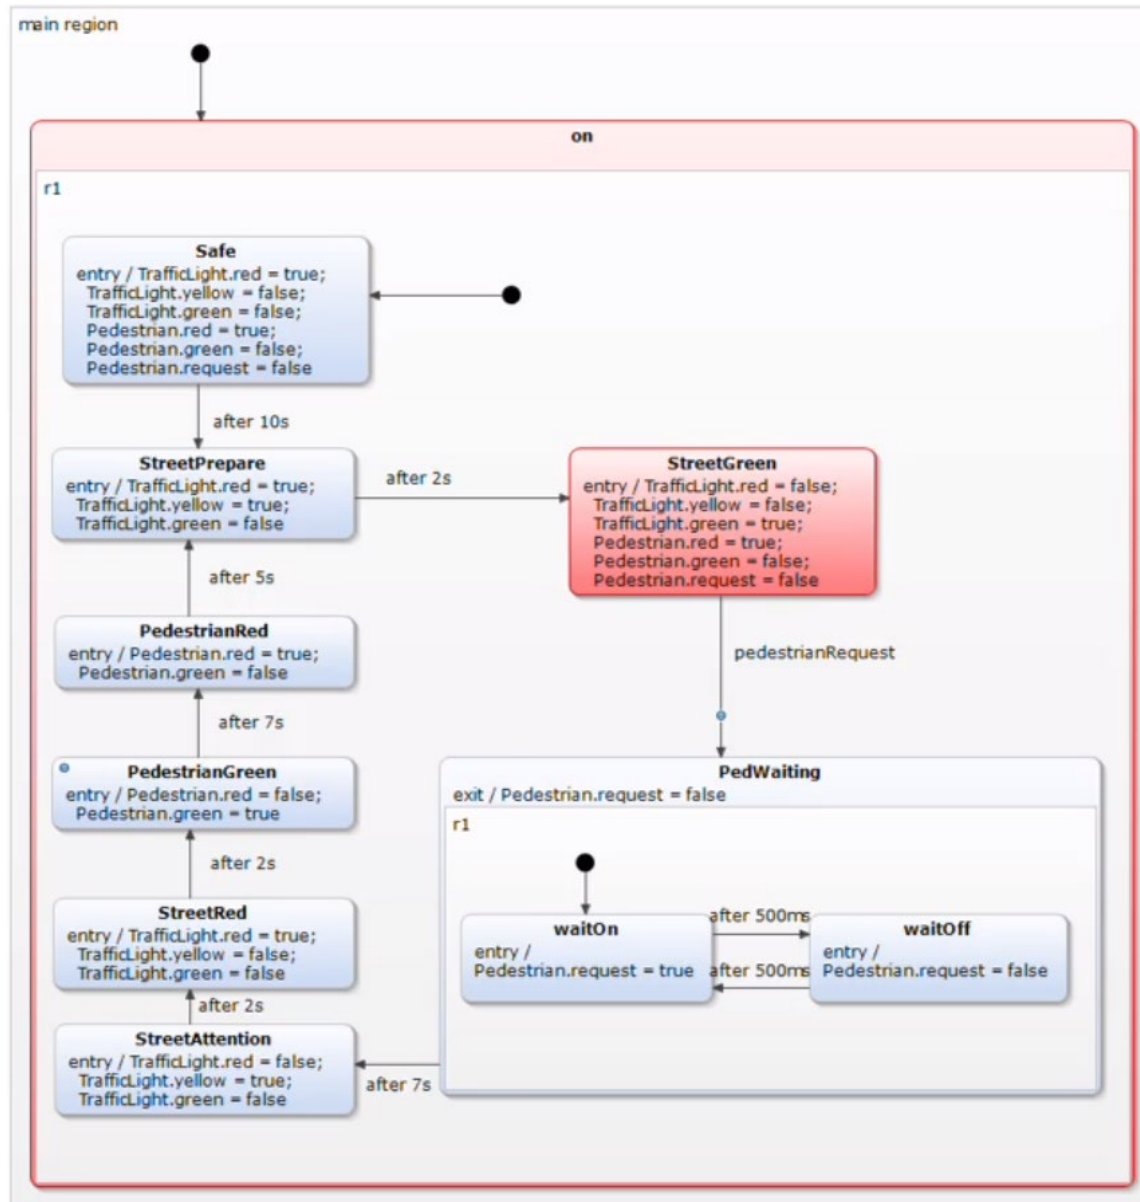 main region
on
r1
Safe
entry / TrafficLight.red = true;
TrafficLight.yellow = false;
TrafficLight.green = false;
Pedestrian.red = true;
Pedestrian.green = false;
Pedestrian.request = false
after 10s
StreetPrepare
entry / TrafficLight.red = true;
TrafficLight.yellow = true;
TrafficLight.green = false
after 2s
StreetGreen
entry / TrafficLight.red = false;
TrafficLight.yellow = false;
TrafficLight.green = true;
Pedestrian.red = true;
Pedestrian.green = false;
Pedestrian.request = false
after 5s
PedestrianRed
entry / Pedestrian.red = true;
Pedestrian.green = false
pedestrianRequest
after 7s
PedestrianGreen
entry / Pedestrian.red = false;
Pedestrian.green = true
PedWaiting
exit / Pedestrian.request = false
r1
after 2s
StreetRed
entry / TrafficLight.red = true;
TrafficLight.yellow = false;
TrafficLight.green = false
after 500ms
waitOn
entry /
Pedestrian.request = true
waitOff
entry /
Pedestrian.request = false
after 500ms
after 2s
StreetAttention
entry / TrafficLight.red = false;
TrafficLight.yellow = true;
TrafficLight.green = false
after 7s